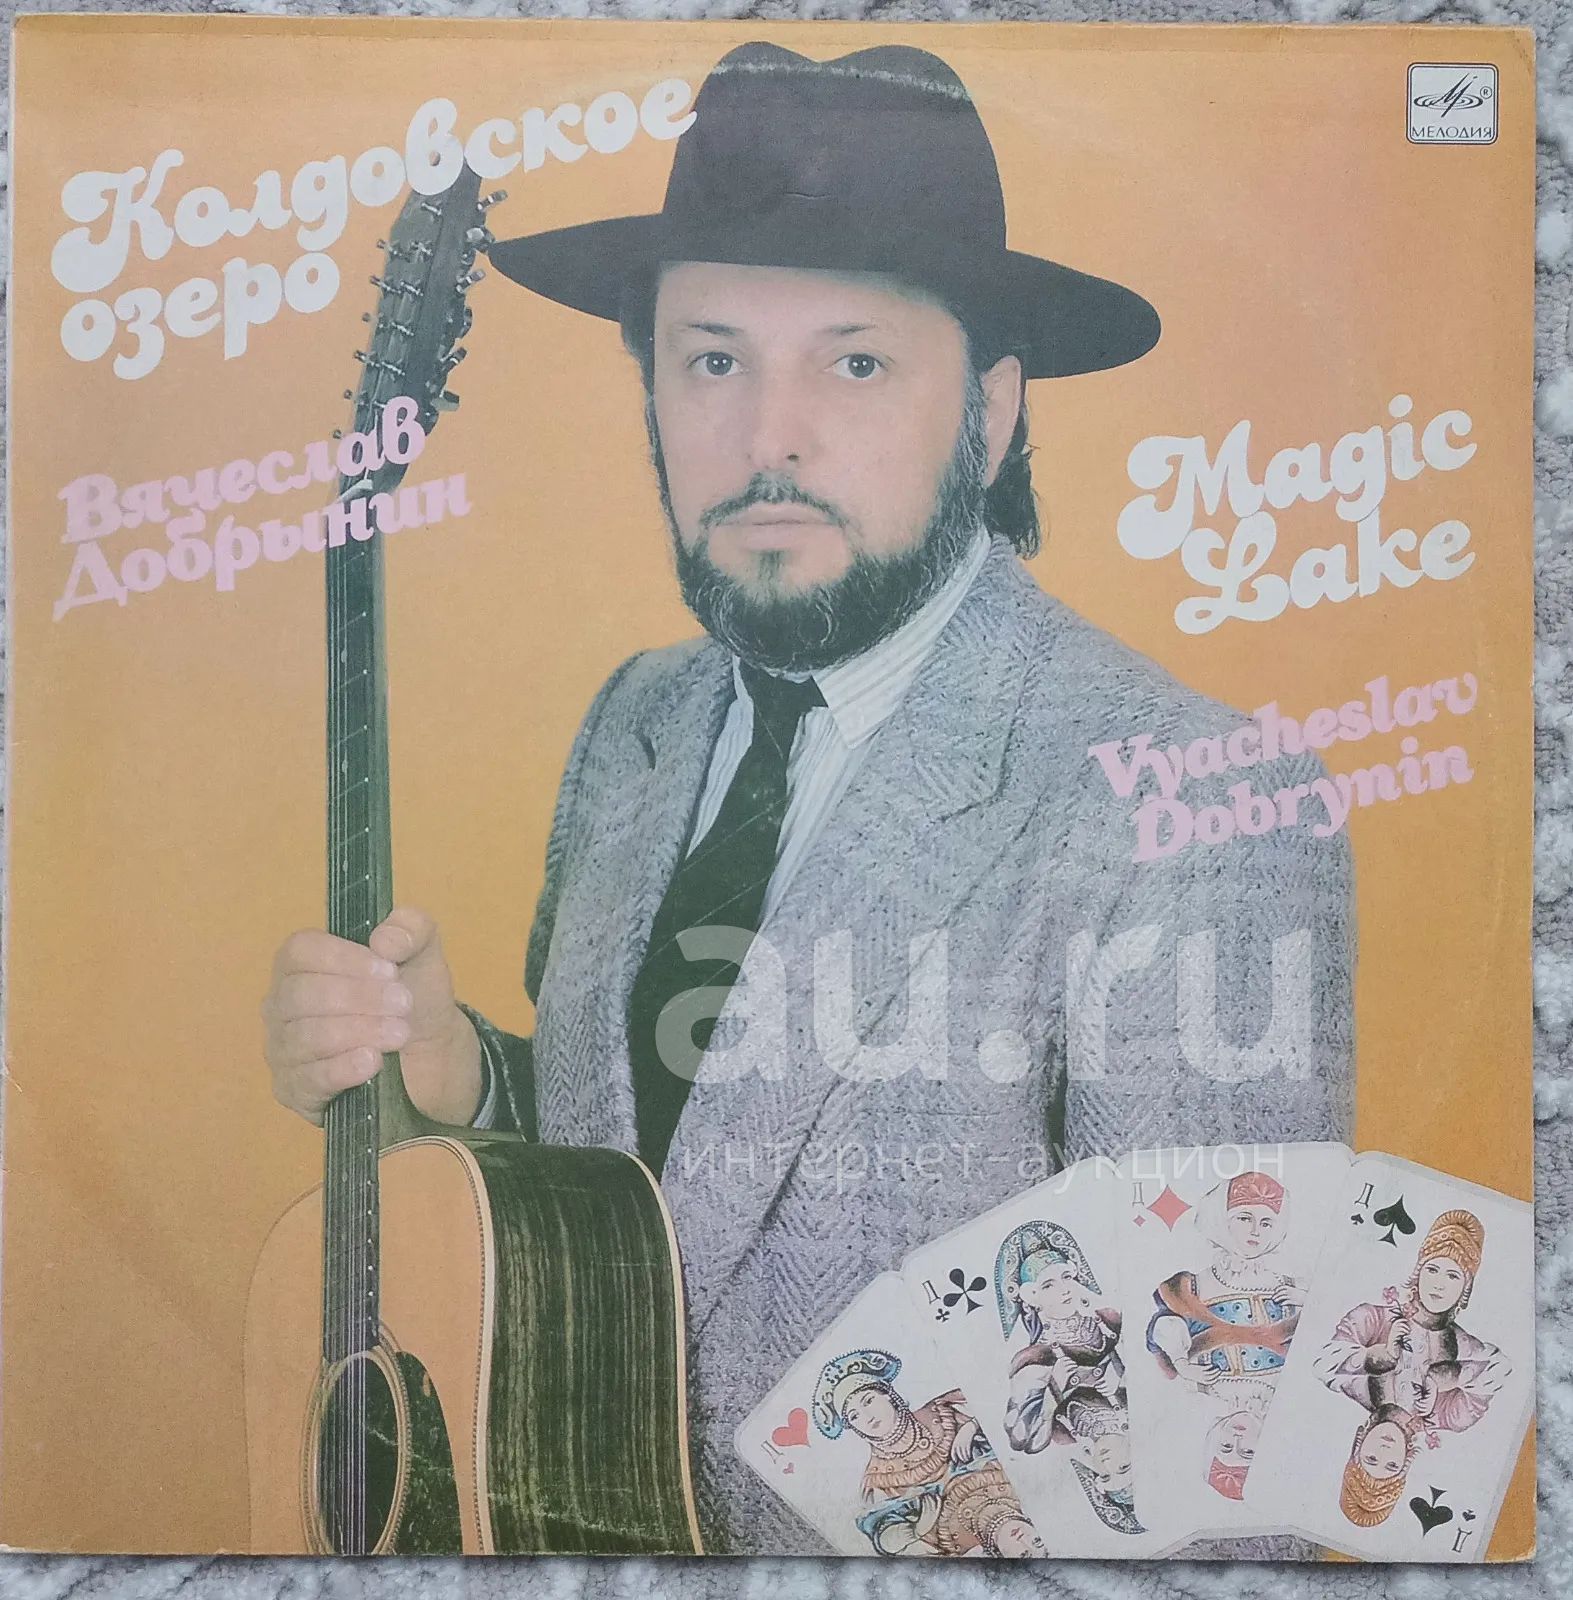 Колдовское
озеро
Вячеслав
Добрынин
МЕЛОДИЯ
Magic
Lake
Vyacheslav
Dobrynin
au.ru
интернет-аукцион
Д
Д
Д
Д
Д